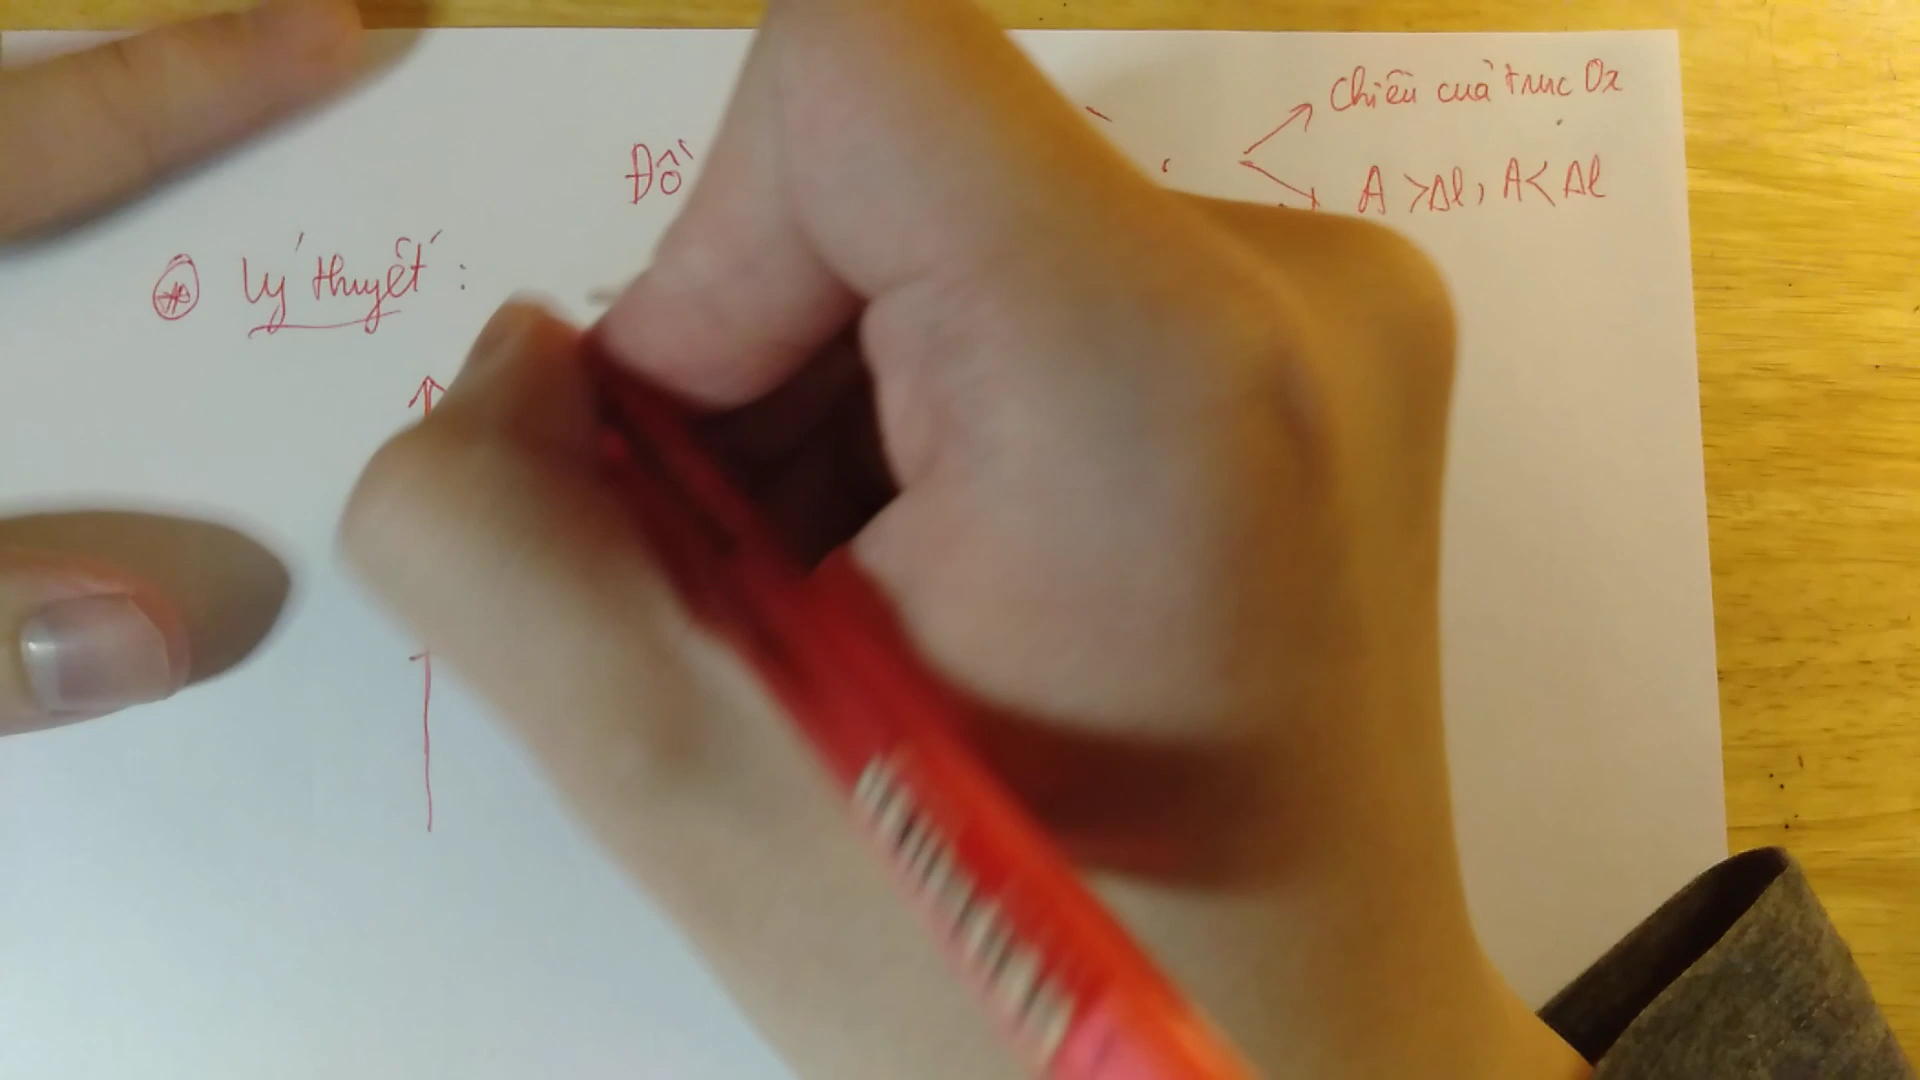 Chiều của trục Ox
Đồ
A > Δl, A < Δl
Lý thuyết :